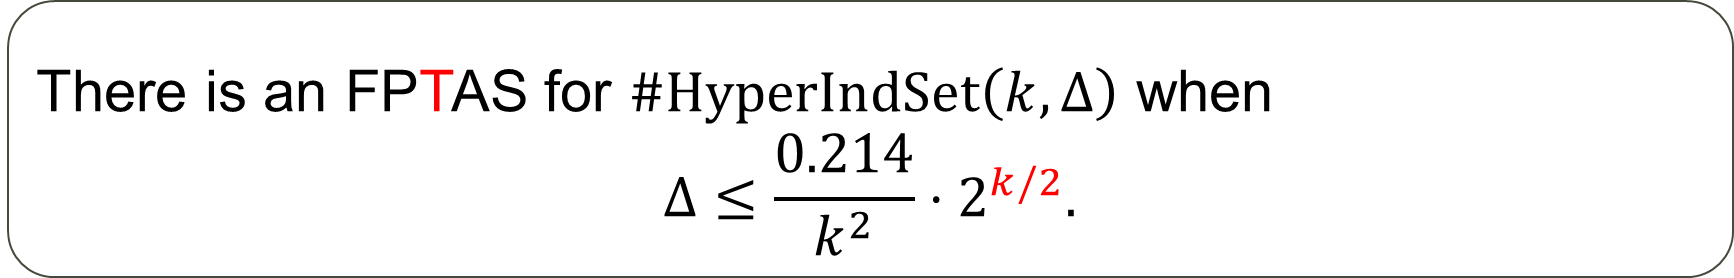 There is an FPTAS for #HyperIndSet(k, Δ) when
Δ ≤ 0.214/k² · 2^{k/2}.